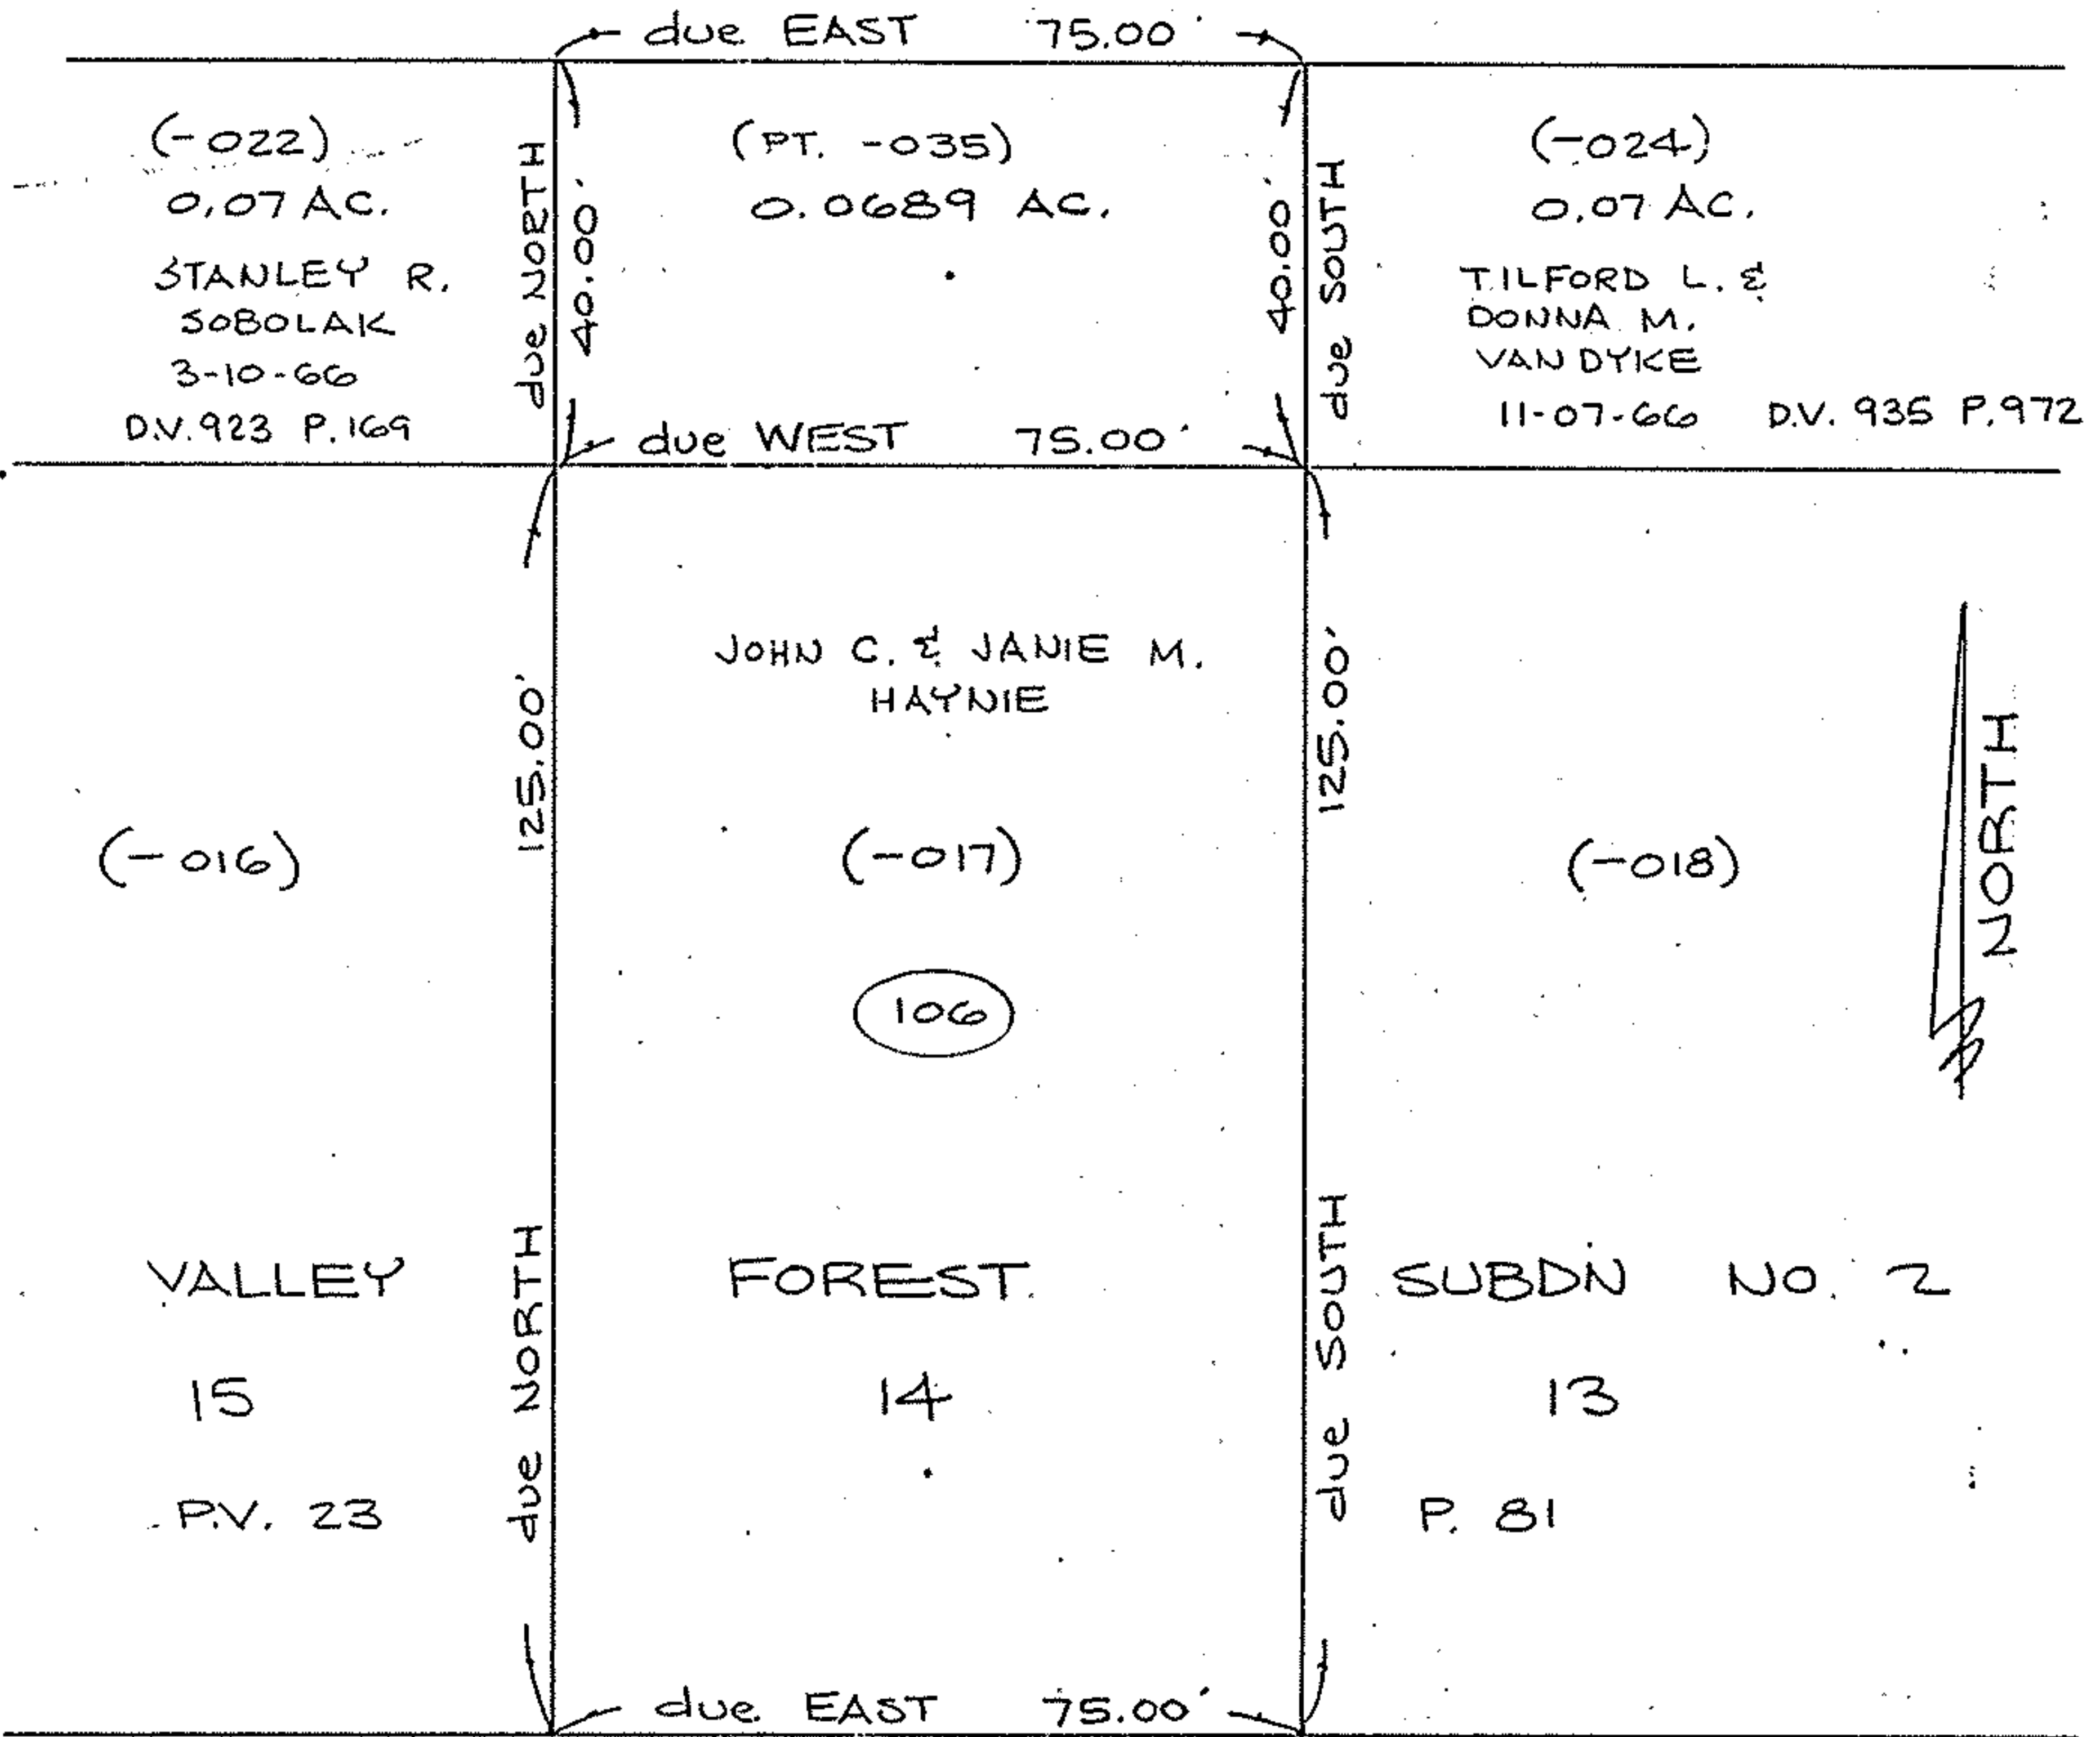 due EAST 75.00'
(-022)
0.07 AC.
STANLEY R.
SOBOLAK
3-10-66
D.V. 923 P. 169
due NORTH
40.00'
(PT. -035)
0.0689 AC.
40.00'
due SOUTH
(-024)
0.07 AC.
TILFORD L. &
DONNA M.
VAN DYKE
11-07-66 D.V. 935 P. 972
due WEST 75.00'
125.00'
JOHN C. & JANIE M.
HAYNIE
125.00'
NORTH
(-016)
(-017)
(-018)
106
due NORTH
due SOUTH
VALLEY FOREST SUBDN NO. 2
15
14
13
P.V. 23
P. 81
due EAST 75.00'